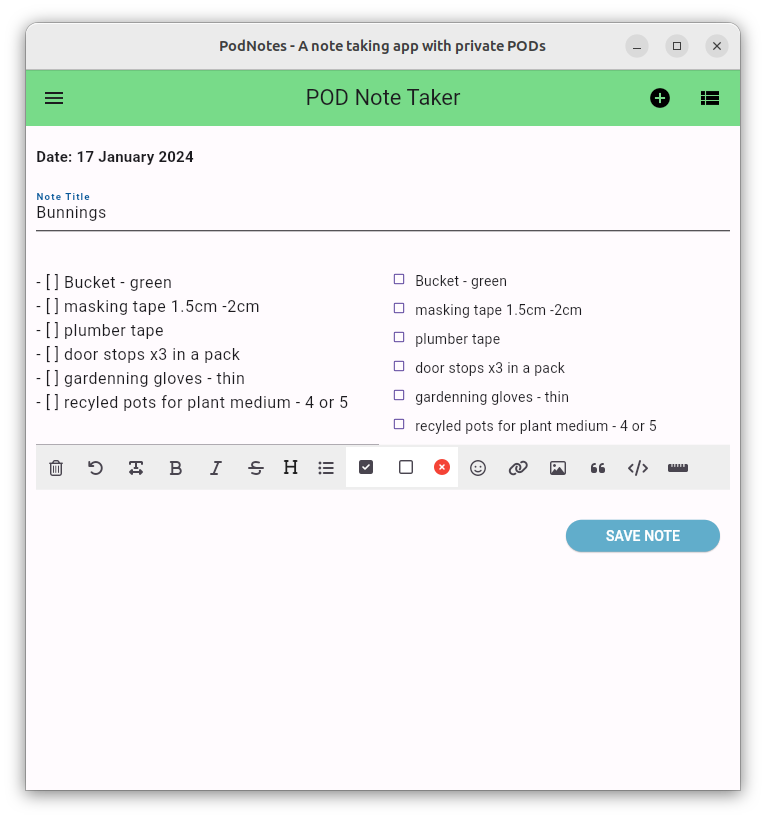 PodNotes - A note taking app with private PODs
POD Note Taker
Date: 17 January 2024
Note Title
Bunnings
- [ ] Bucket - green
- [ ] masking tape 1.5cm -2cm
- [ ] plumber tape
- [ ] door stops x3 in a pack
- [ ] gardenning gloves - thin
- [ ] recyled pots for plant medium - 4 or 5
Bucket - green
masking tape 1.5cm -2cm
plumber tape
door stops x3 in a pack
gardenning gloves - thin
recyled pots for plant medium - 4 or 5
SAVE NOTE